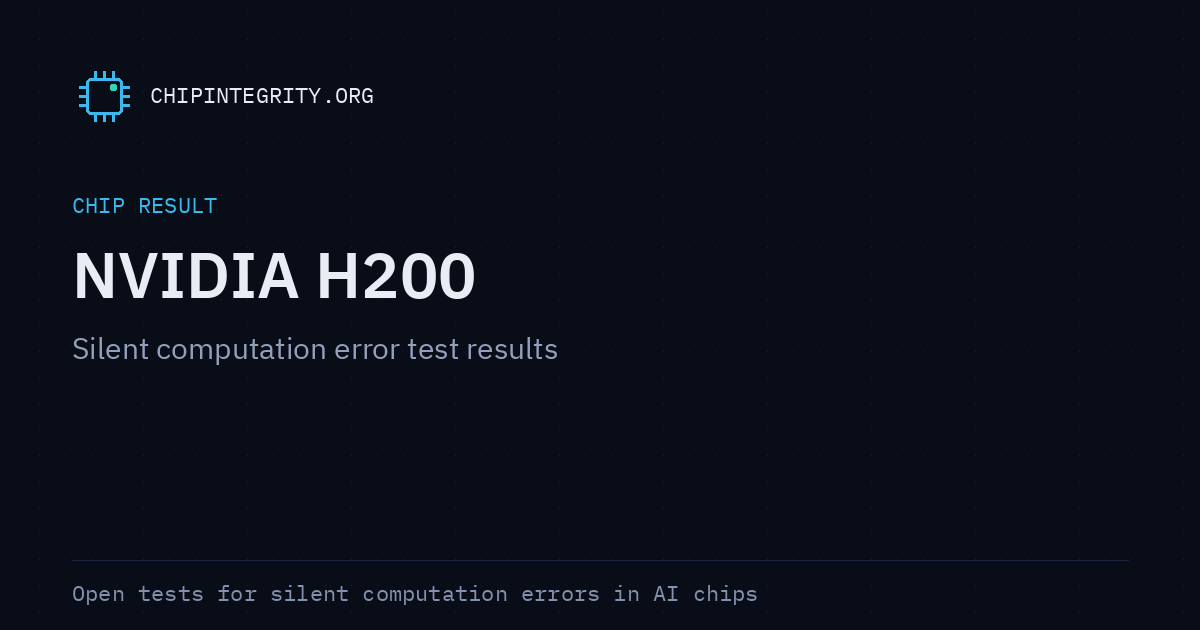 CHIPINTEGRITY.ORG
CHIP RESULT
NVIDIA H200
Silent computation error test results
Open tests for silent computation errors in AI chips